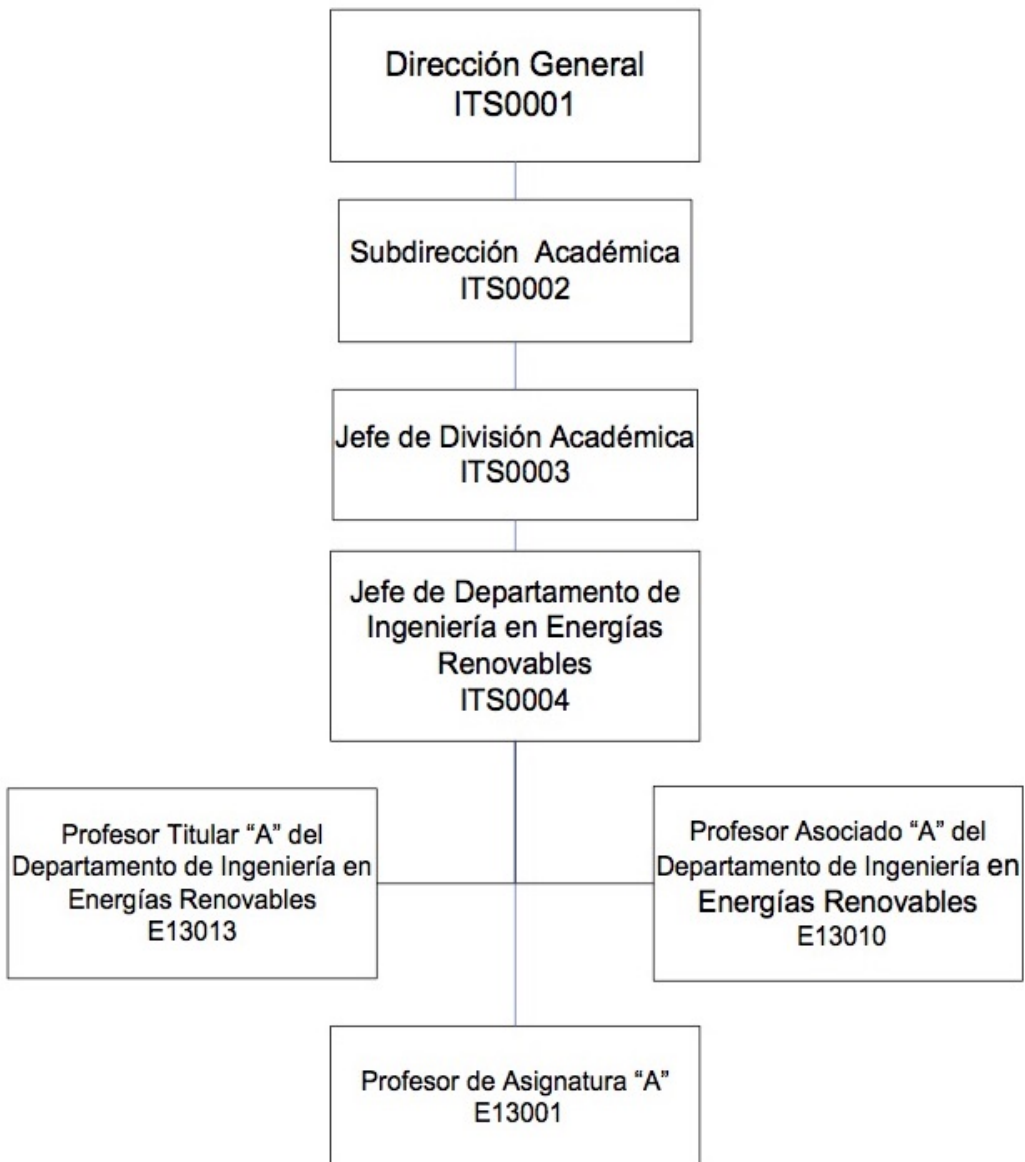 Dirección General
ITS0001
Subdirección Académica
ITS0002
Jefe de División Académica
ITS0003
Jefe de Departamento de
Ingeniería en Energías
Renovables
ITS0004
Profesor Titular “A” del
Departamento de Ingeniería en
Energías Renovables
E13013
Profesor Asociado “A” del
Departamento de Ingeniería en
Energías Renovables
E13010
Profesor de Asignatura “A”
E13001